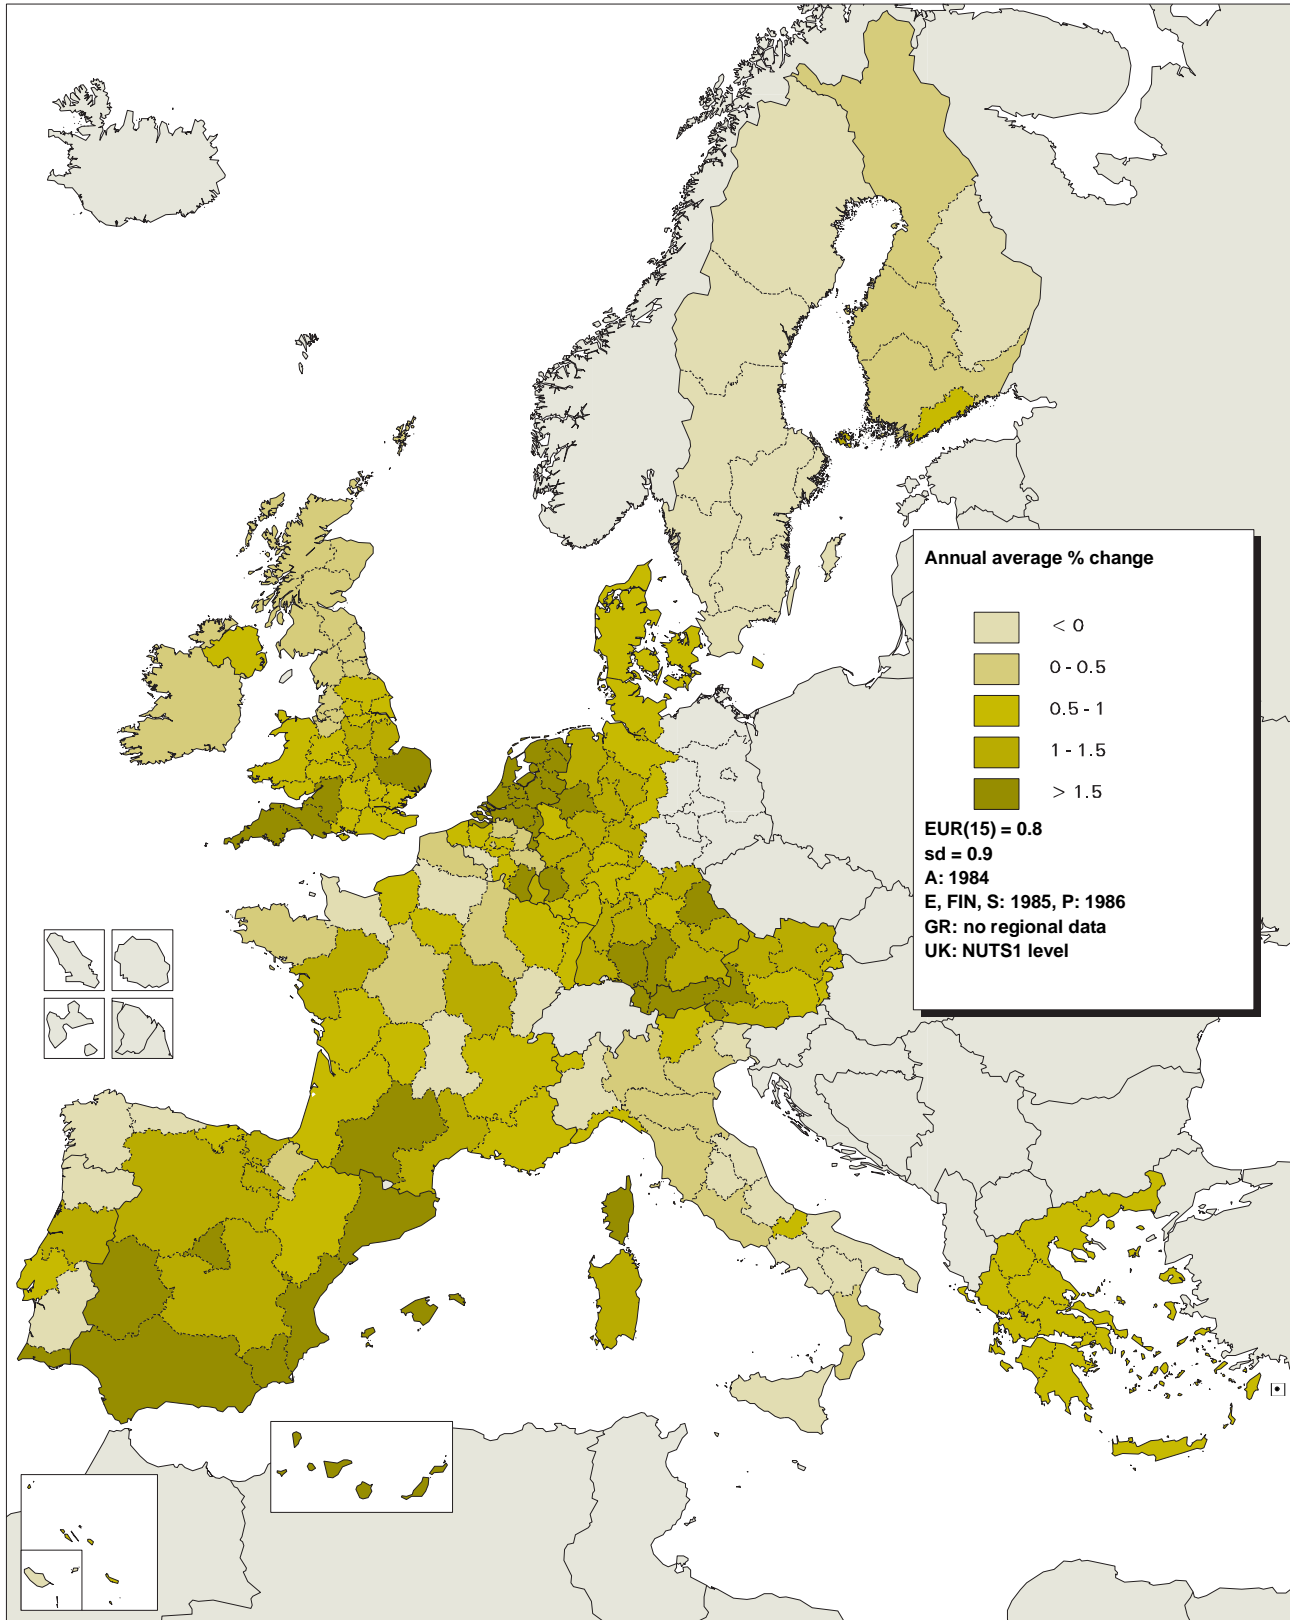 Annual average % change
< 0
0 - 0.5
0.5 - 1
1 - 1.5
> 1.5
EUR(15) = 0.8
sd = 0.9
A: 1984
E, FIN, S: 1985, P: 1986
GR: no regional data
UK: NUTS1 level